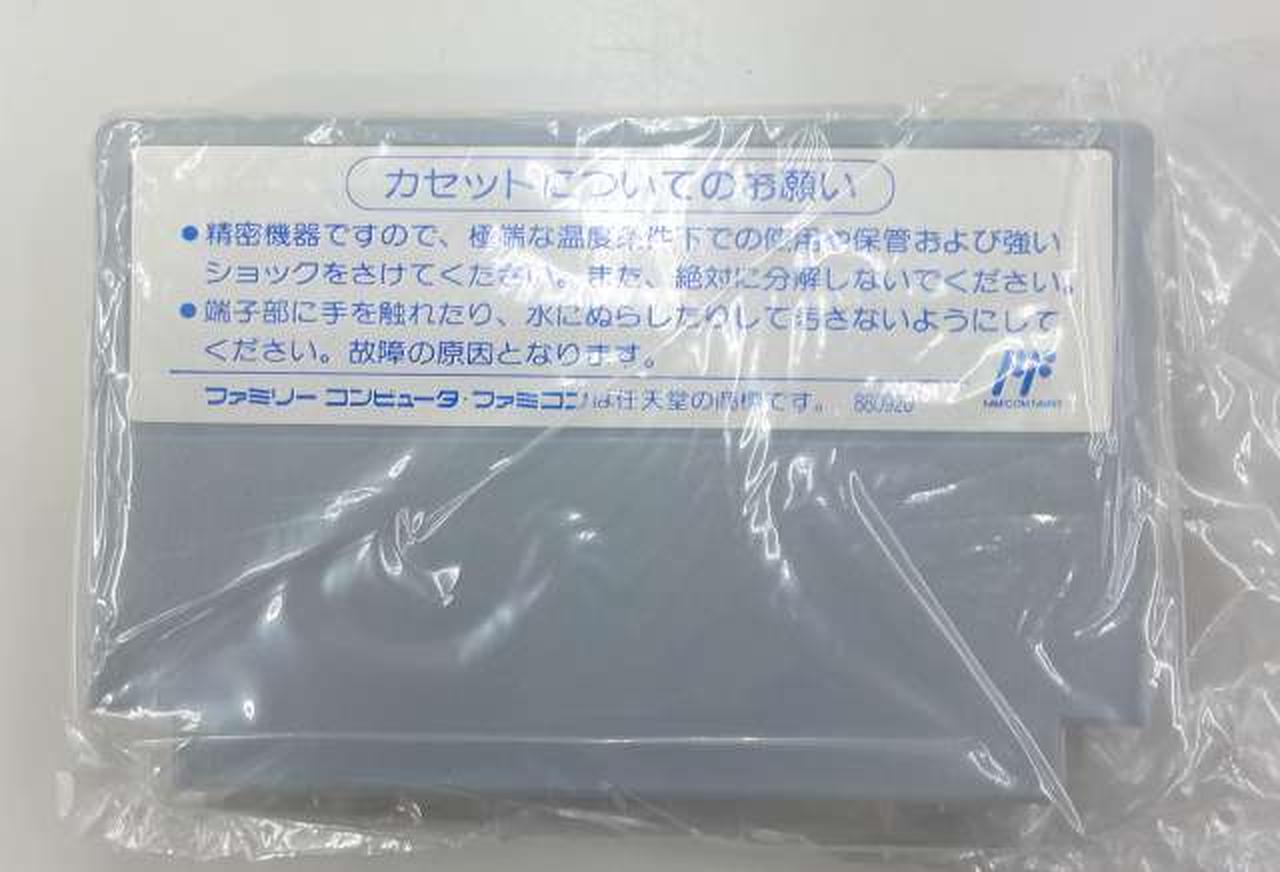 カセットについてのお願い
●精密機器ですので、極端な温度条件下での使用や保管および強い
ショックをさけてください。また、絶対に分解しないでください。
●端子部に手を触れたり、水にぬらしたりして汚さないようにして
ください。故障の原因となります。
ファミリー コンピュータ・ファミコンは任天堂の商標です。 880920
FAMICOM FAMILY